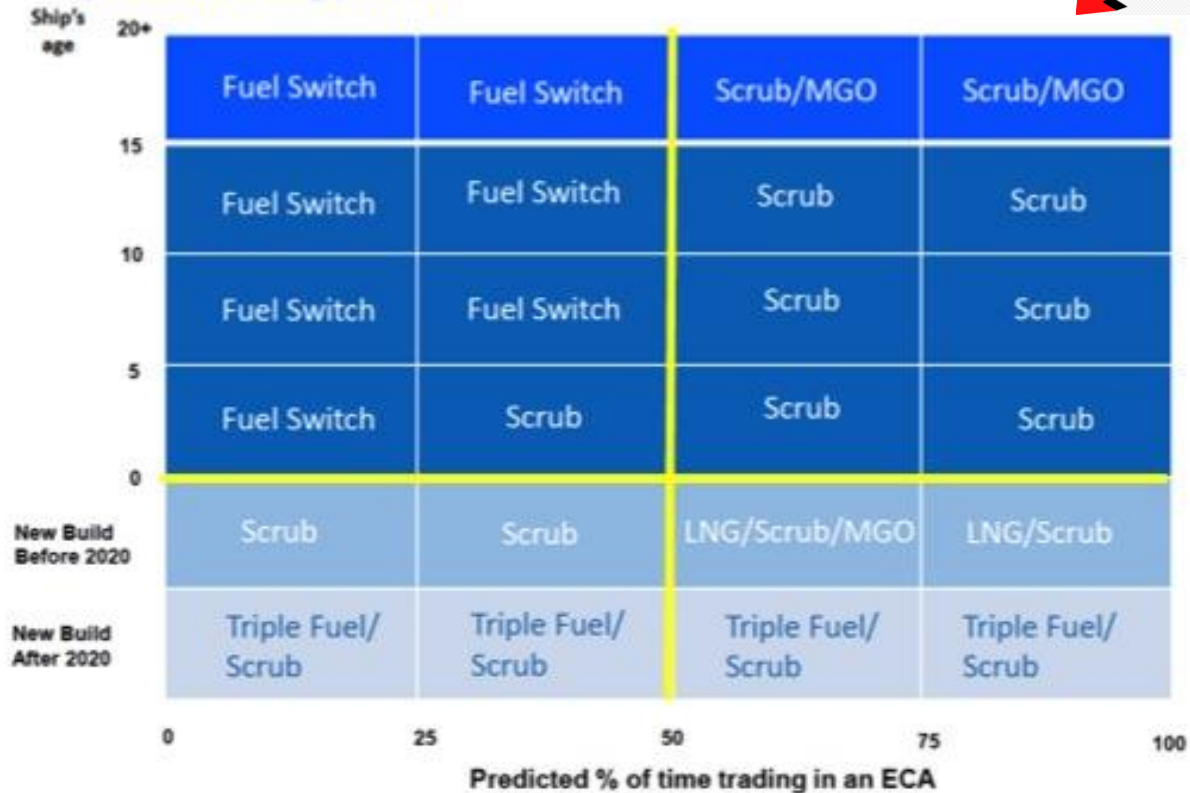 Ship's
age
20+
Fuel Switch
Fuel Switch
Scrub/MGO
Scrub/MGO
15
Fuel Switch
Fuel Switch
Scrub
Scrub
10
Fuel Switch
Fuel Switch
Scrub
Scrub
5
Fuel Switch
Scrub
Scrub
Scrub
0
New Build
Before 2020
Scrub
Scrub
LNG/Scrub/MGO
LNG/Scrub
New Build
After 2020
Triple Fuel/
Scrub
Triple Fuel/
Scrub
Triple Fuel/
Scrub
Triple Fuel/
Scrub
0
25
50
75
100
Predicted % of time trading in an ECA